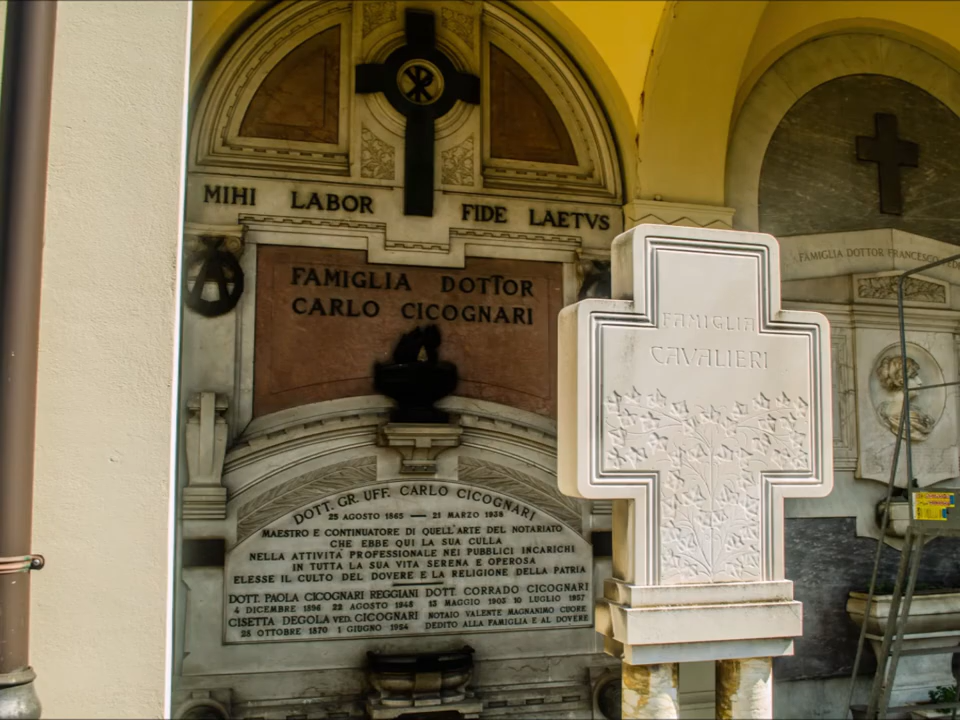 MIHI LABOR FIDE LAETVS
FAMIGLIA DOTTOR
CARLO CICOGNARI
DOTT. GR. UFF. CARLO CICOGNARI
25 AGOSTO 1865 — 21 MARZO 1938
MAESTRO E CONTINUATORE DI QUELL'ARTE DEL NOTARIATO
CHE EBBE QUI LA SUA CULLA
NELLA ATTIVITÀ PROFESSIONALE NEI PUBBLICI INCARICHI
IN TUTTA LA SUA VITA SERENA E OPEROSA
ELESSE IL CULTO DEL DOVERE E LA RELIGIONE DELLA PATRIA
DOTT. PAOLA CICOGNARI REGGIANI
4 DICEMBRE 1896 22 AGOSTO 1948
CISETTA DEGOLA VED. CICOGNARI
28 OTTOBRE 1870 1 GIUGNO 1954
DOTT CORRADO CICOGNARI
13 MAGGIO 1903 10 LUGLIO 1957
NOTAIO VALENTE MAGNANIMO CUORE
DEDITO ALLA FAMIGLIA E AL DOVERE
FAMIGLIA
CAVALIERI
FAMIGLIA DOTTOR FRANCESCO